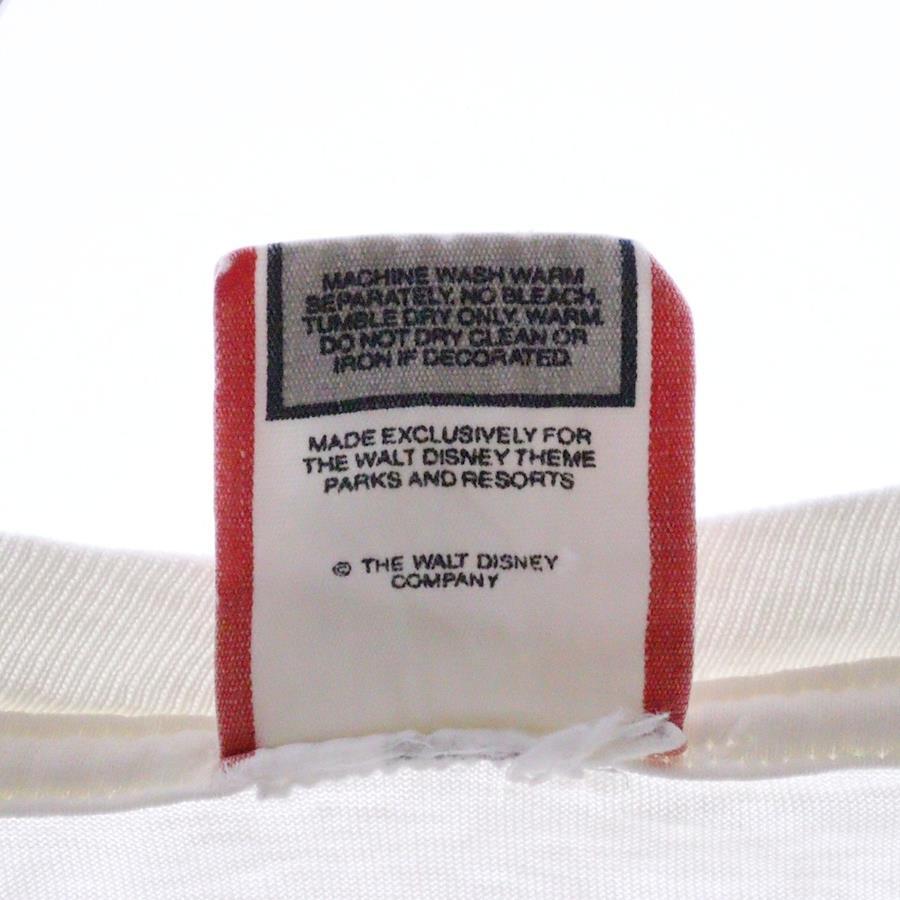 MACHINE WASH WARM
SEPARATELY. NO BLEACH.
TUMBLE DRY ONLY. WARM.
DO NOT DRY CLEAN OR
IRON IF DECORATED.
MADE EXCLUSIVELY FOR
THE WALT DISNEY THEME
PARKS AND RESORTS
© THE WALT DISNEY
COMPANY